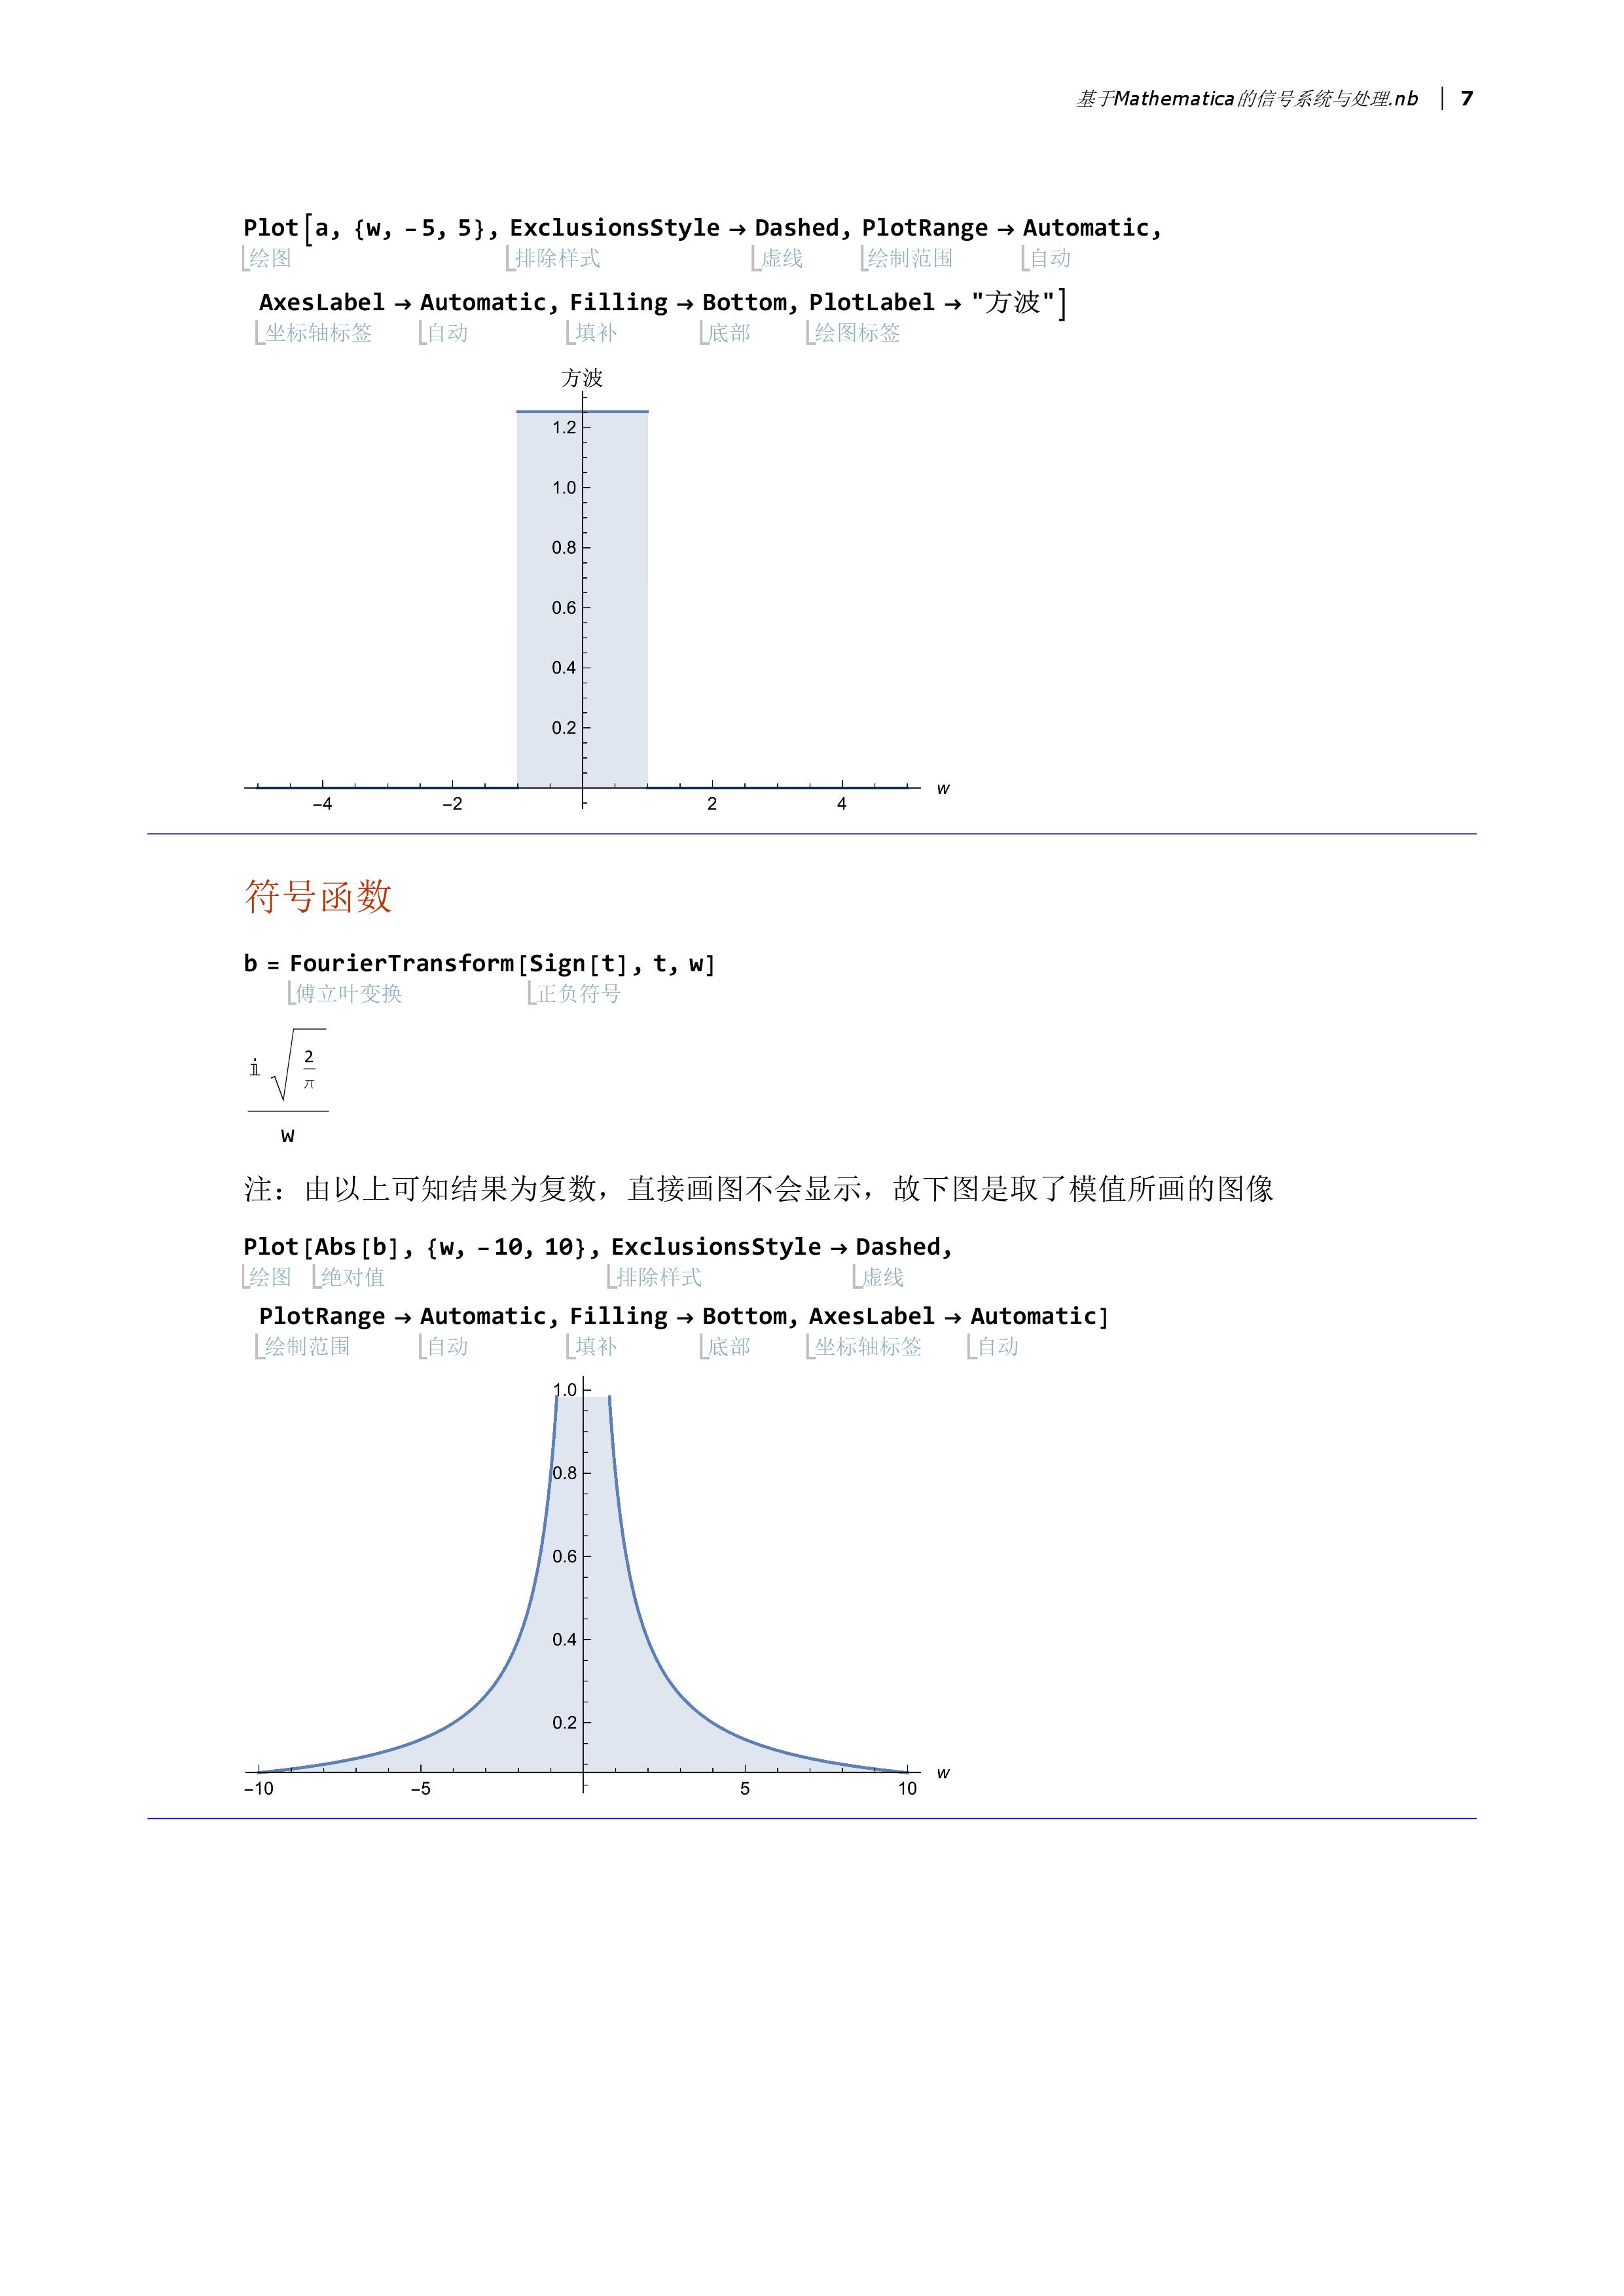 基于Mathematica的信号系统与处理.nb | 7
Plot[a, {w, -5, 5}, ExclusionsStyle → Dashed, PlotRange → Automatic,
绘图 排除样式 虚线 绘制范围 自动
AxesLabel → Automatic, Filling → Bottom, PlotLabel → "方波"]
坐标轴标签 自动 填补 底部 绘图标签
方波
1.2
1.0
0.8
0.6
0.4
0.2
-4 -2 2 4 w
符号函数
b = FourierTransform[Sign[t], t, w]
傅立叶变换 正负符号
ⅈ √(2/π)
w
注：由以上可知结果为复数，直接画图不会显示，故下图是取了模值所画的图像
Plot[Abs[b], {w, -10, 10}, ExclusionsStyle → Dashed,
绘图 绝对值 排除样式 虚线
PlotRange → Automatic, Filling → Bottom, AxesLabel → Automatic]
绘制范围 自动 填补 底部 坐标轴标签 自动
1.0
0.8
0.6
0.4
0.2
-10 -5 5 10 w